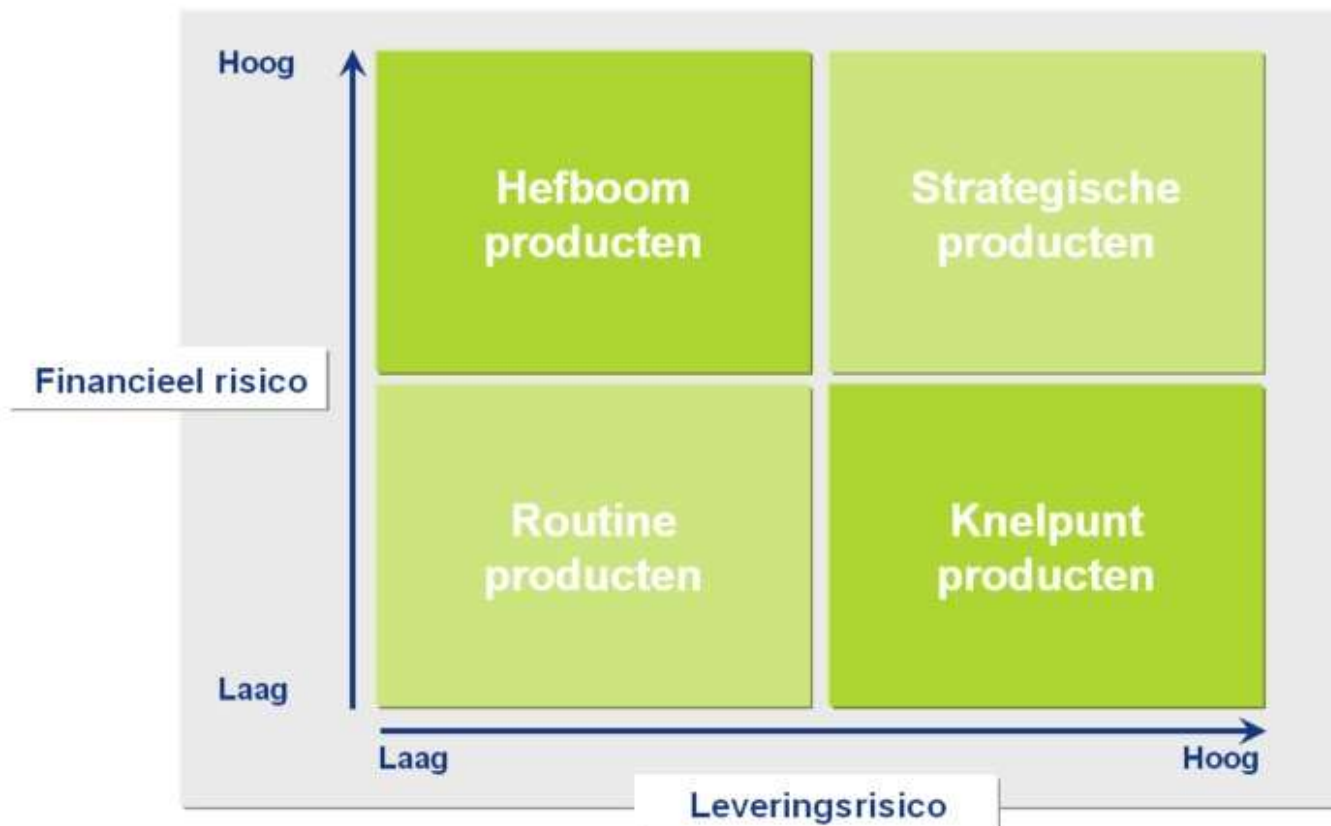 Hoog
Hefboom
producten
Strategische
producten
Financieel risico
Routine
producten
Knelpunt
producten
Laag
Laag
Hoog
Leveringsrisico